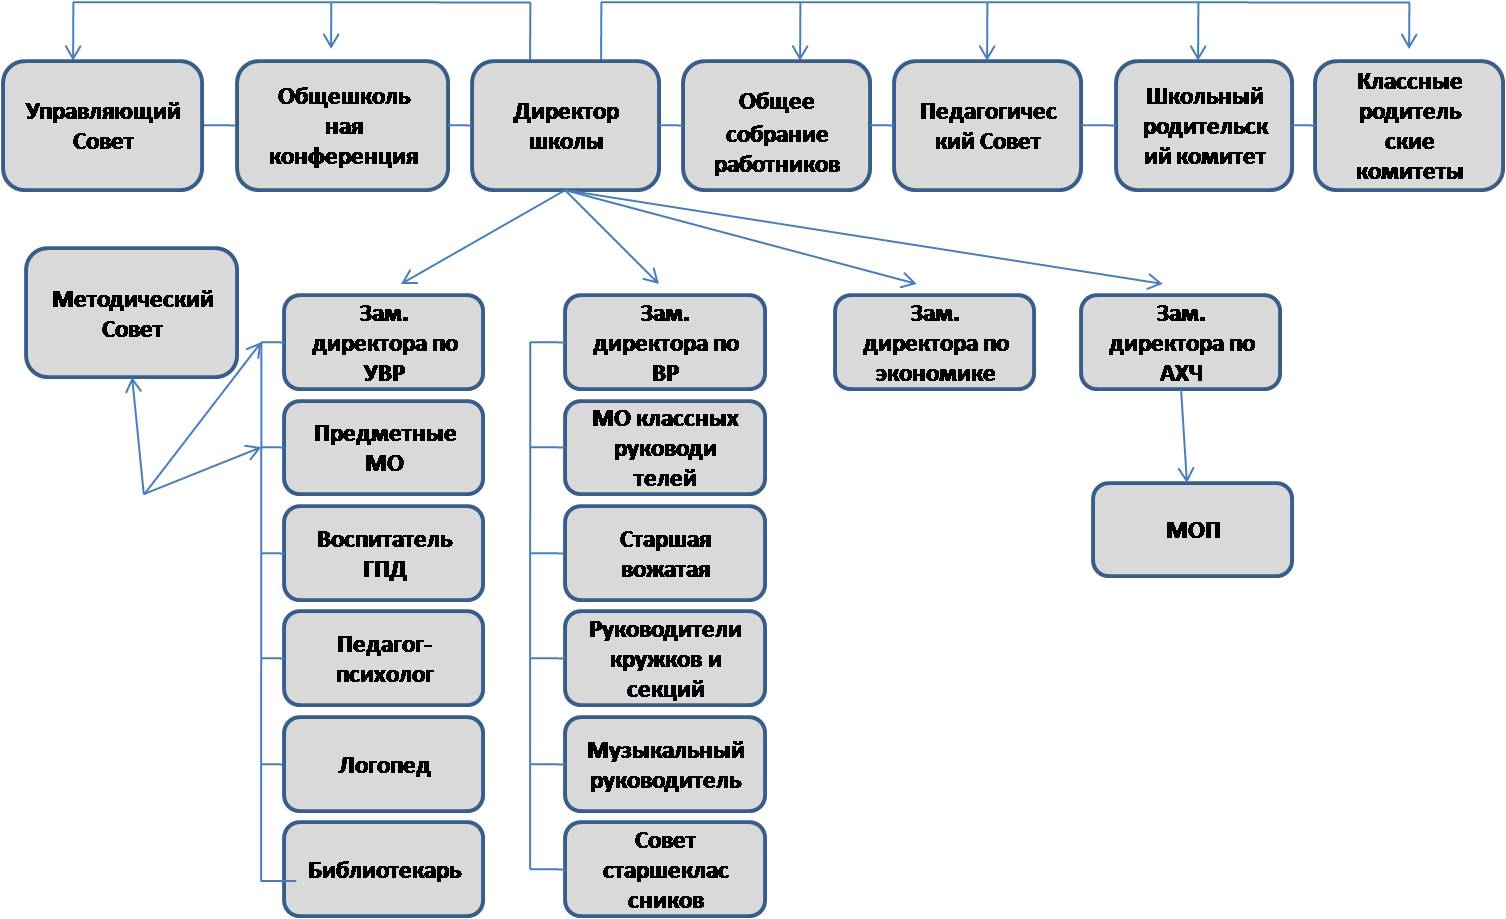 Управляющий
Совет
Общешколь
ная
конференция
Директор
школы
Общее
собрание
работников
Педагогичес
кий Совет
Школьный
родительск
ий комитет
Классные
родитель
ские
комитеты
Методический
Совет
Зам.
директора по
УВР
Зам.
директора по
ВР
Зам.
директора по
экономике
Зам.
директора по
АХЧ
Предметные
МО
МО классных
руководи
телей
МОП
Воспитатель
ГПД
Старшая
вожатая
Педагог-
психолог
Руководители
кружков и
секций
Логопед
Музыкальный
руководитель
Библиотекарь
Совет
старшеклас
сников